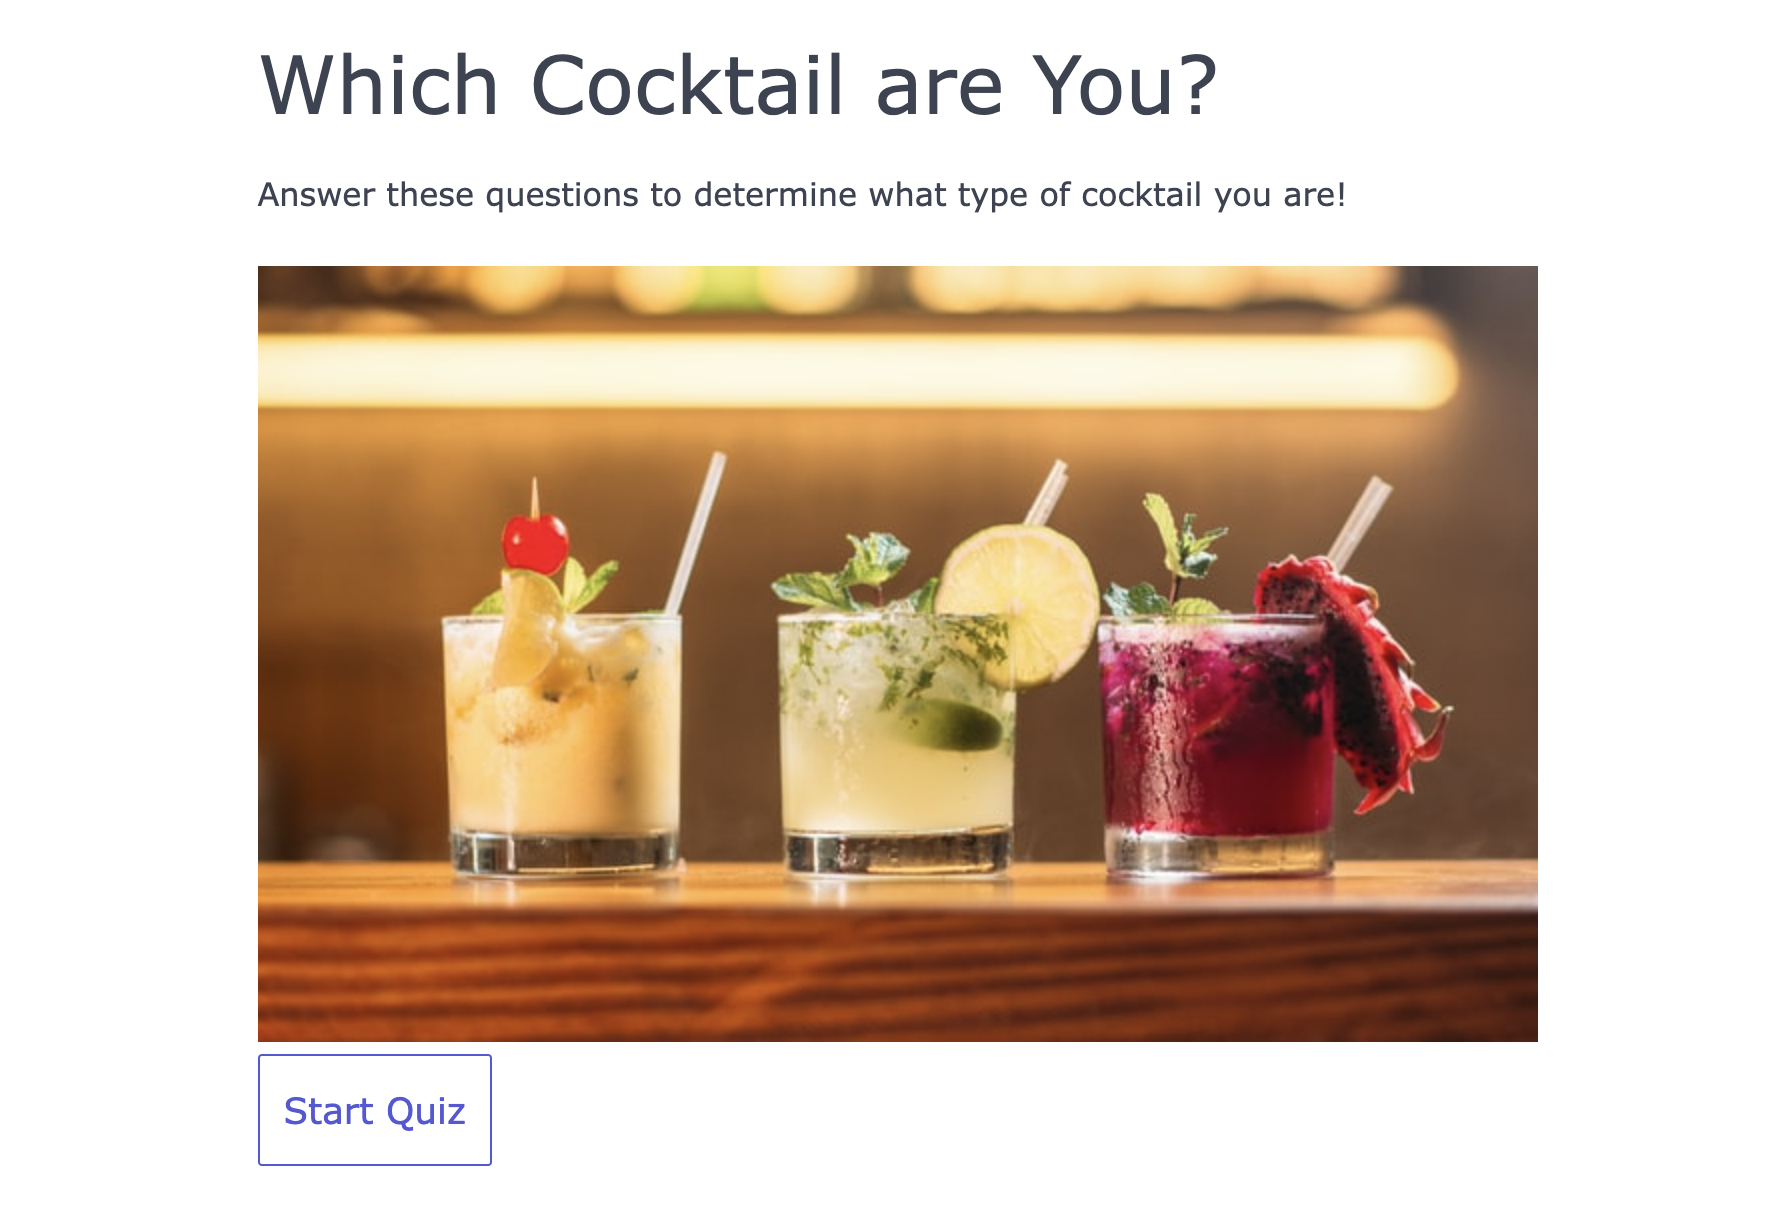 Which Cocktail are You?
Answer these questions to determine what type of cocktail you are!
Start Quiz